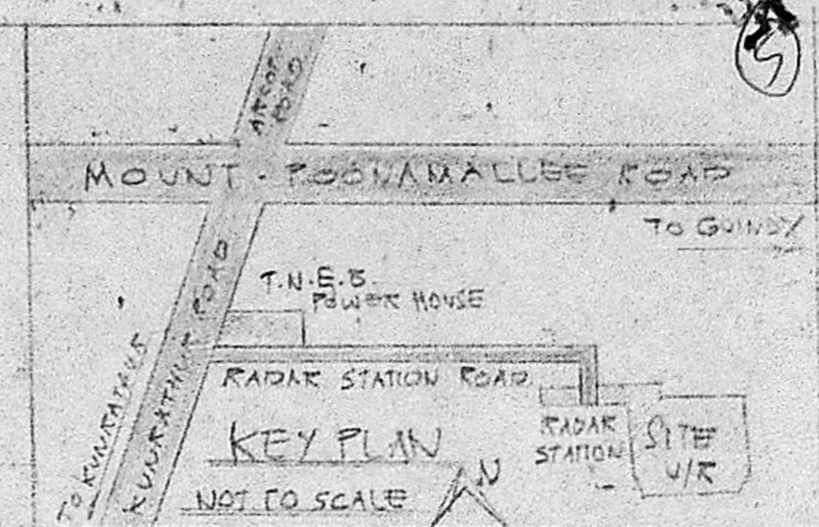 5
ARCOT
ROAD
MOUNT - POONAMALLEE ROAD
TO GUINDY
T.N.E.B.
POWER HOUSE
KUNRATHUR ROAD
TO KUNRATHUR
RADAR STATION ROAD
RADAR
STATION
SITE
U/R
KEY PLAN
NOT TO SCALE
N